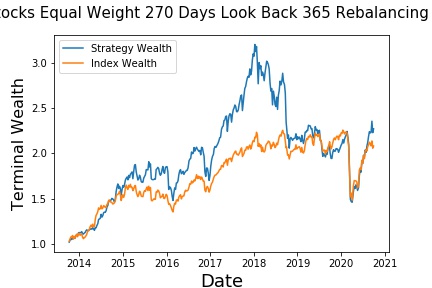 Equal Weight 270 Days Look Back 365 Rebalancing
Strategy Wealth
Index Wealth
Terminal Wealth
3.0
2.5
2.0
1.5
1.0
2014 2015 2016 2017 2018 2019 2020 2021
Date